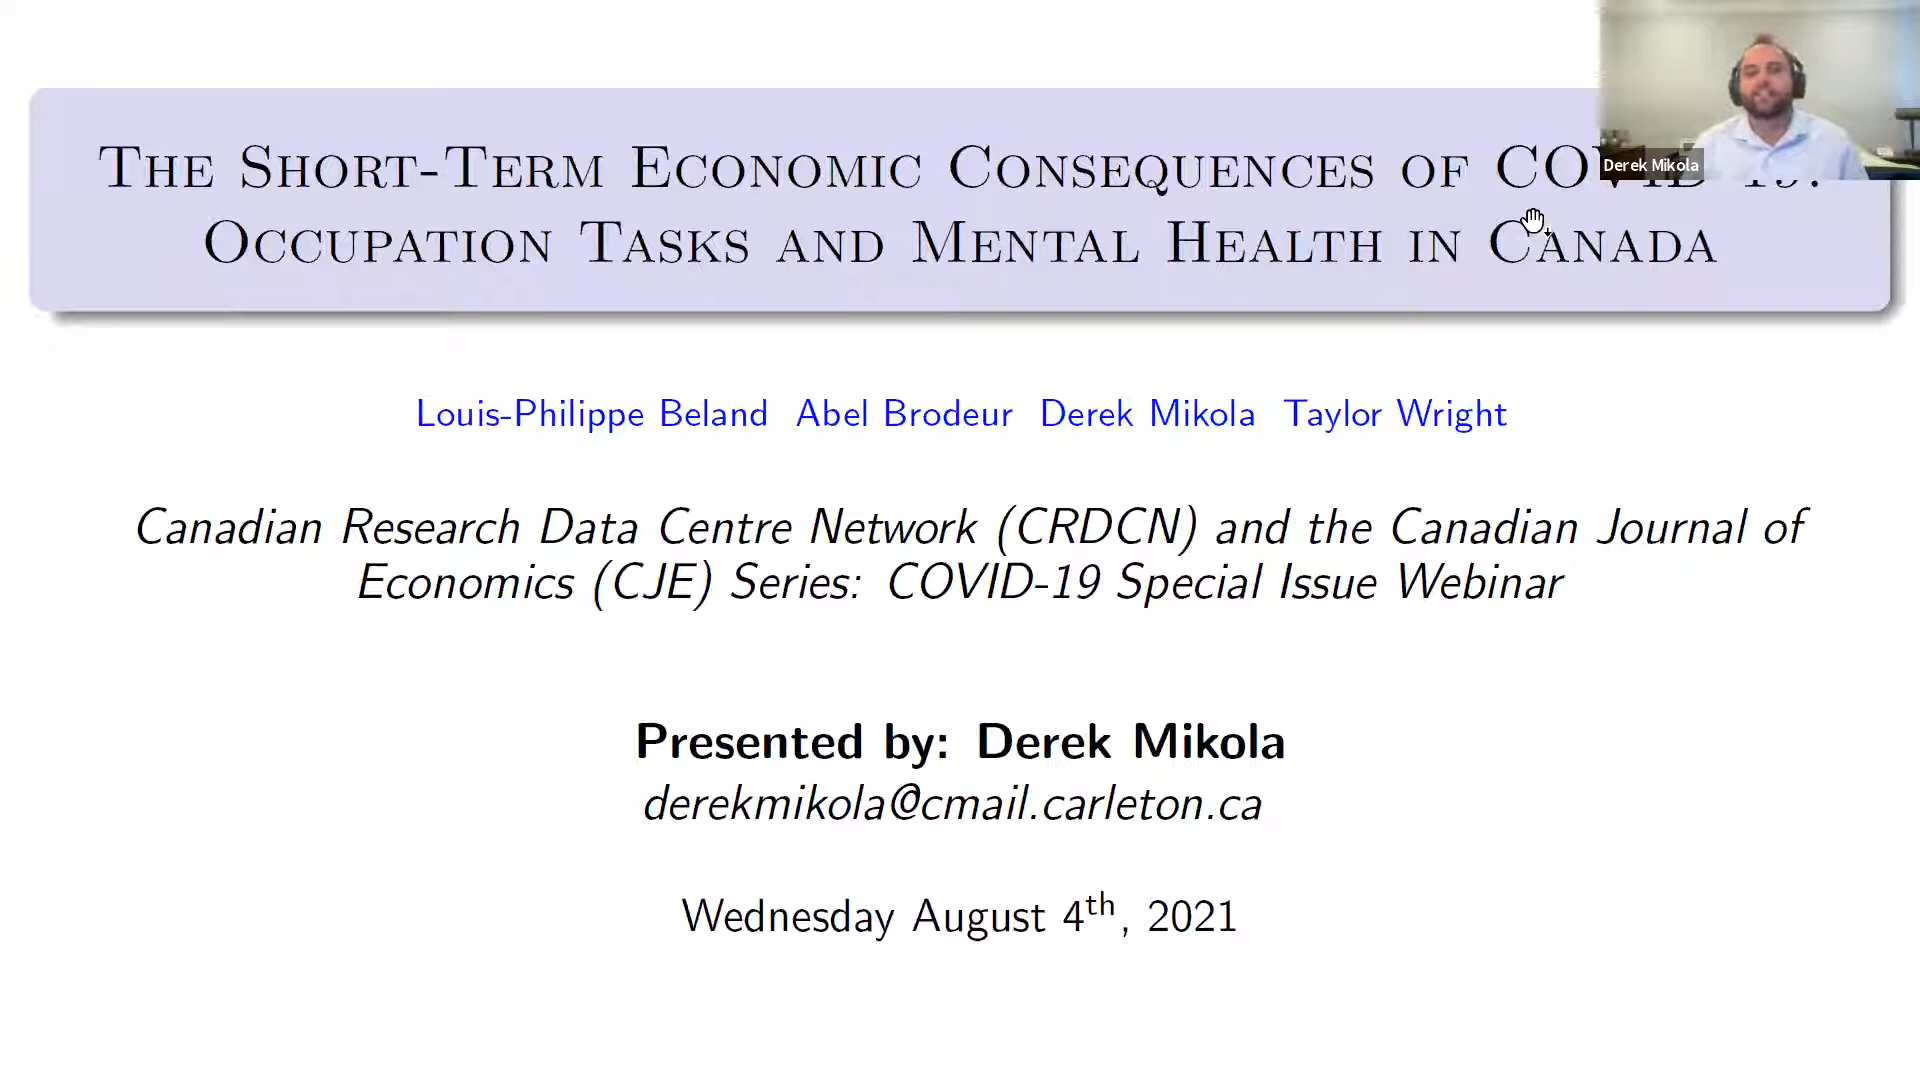 THE SHORT-TERM ECONOMIC CONSEQUENCES OF COVID-19:
OCCUPATION TASKS AND MENTAL HEALTH IN CANADA
Derek Mikola
Louis-Philippe Beland Abel Brodeur Derek Mikola Taylor Wright
Canadian Research Data Centre Network (CRDCN) and the Canadian Journal of
Economics (CJE) Series: COVID-19 Special Issue Webinar
Presented by: Derek Mikola
derekmikola@cmail.carleton.ca
Wednesday August 4th, 2021